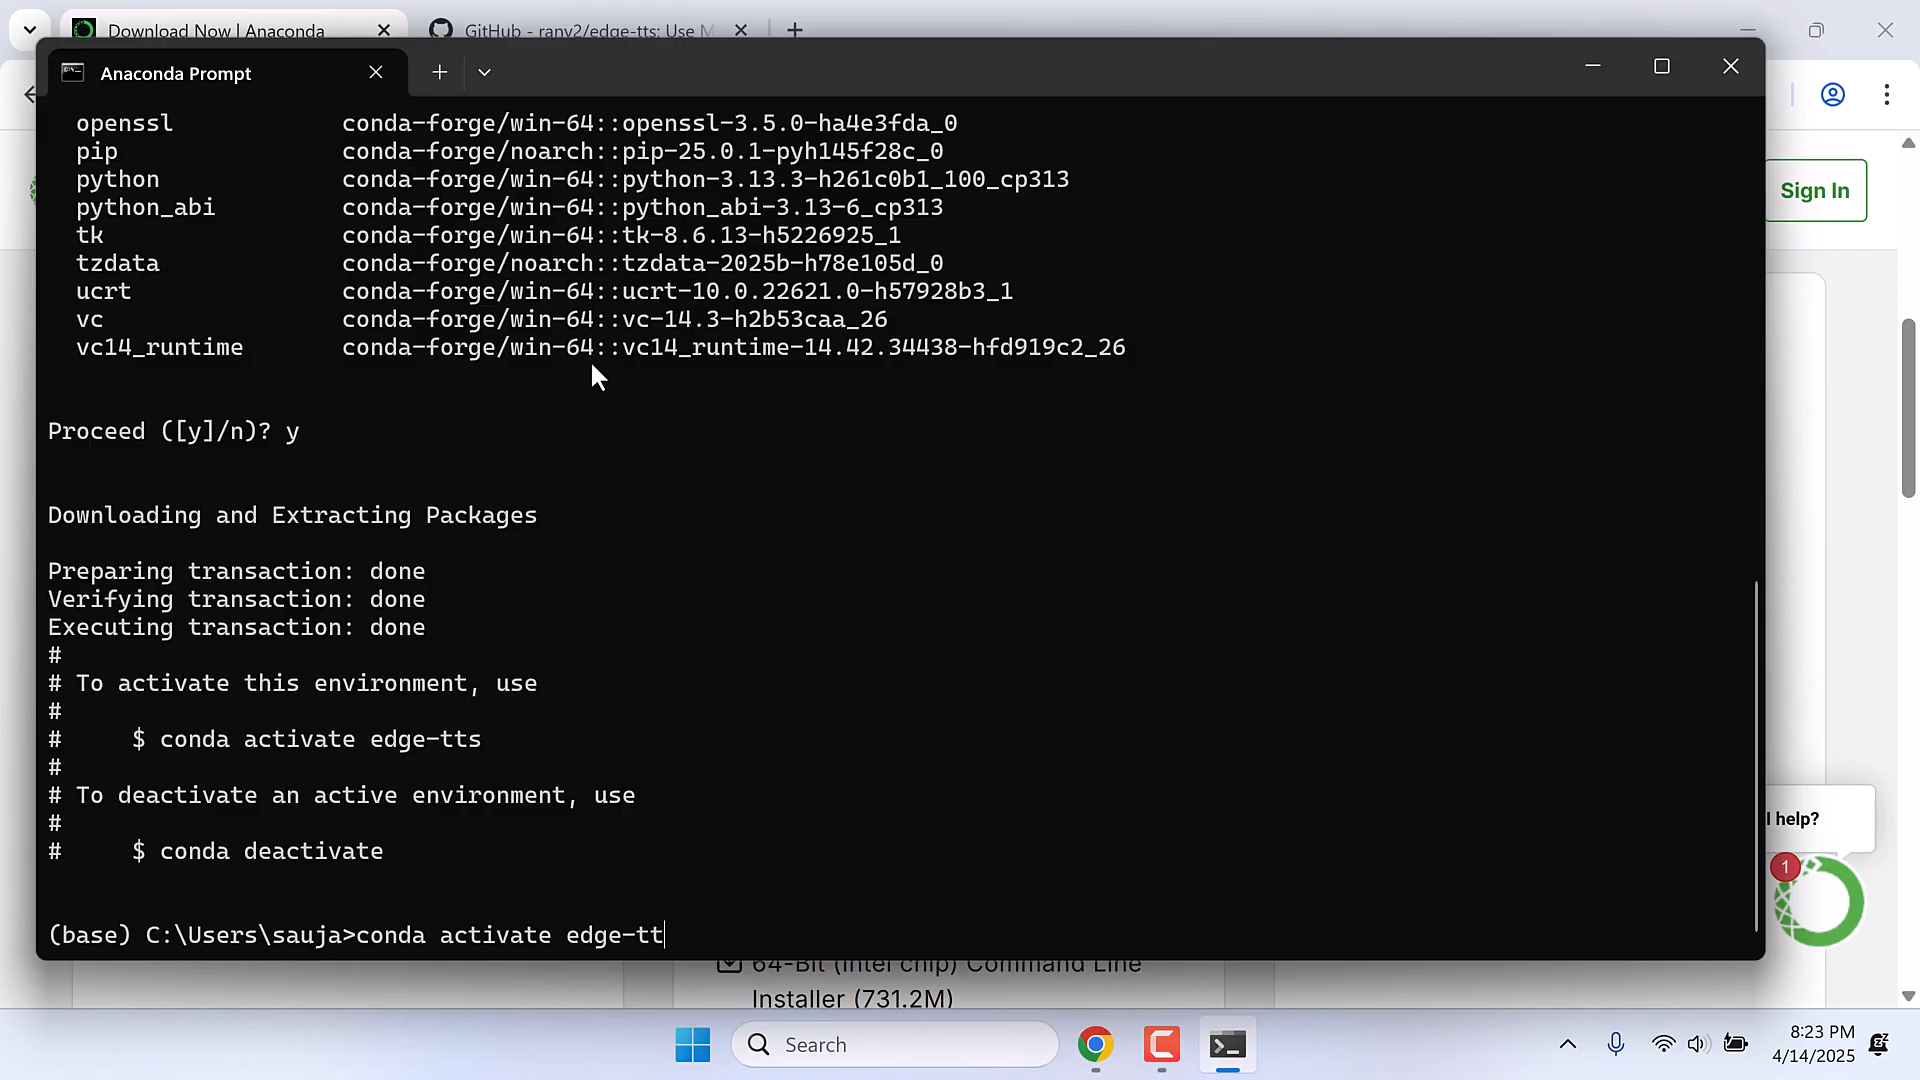 Download Now | Anaconda
GitHub - rany2/edge-tts: Use M
Anaconda Prompt
openssl conda-forge/win-64::openssl-3.5.0-ha4e3fda_0
pip conda-forge/noarch::pip-25.0.1-pyh145f28c_0
python conda-forge/win-64::python-3.13.3-h261c0b1_100_cp313
python_abi conda-forge/win-64::python_abi-3.13-6_cp313
tk conda-forge/win-64::tk-8.6.13-h5226925_1
tzdata conda-forge/noarch::tzdata-2025b-h78e105d_0
ucrt conda-forge/win-64::ucrt-10.0.22621.0-h57928b3_1
vc conda-forge/win-64::vc-14.3-h2b53caa_26
vc14_runtime conda-forge/win-64::vc14_runtime-14.42.34438-hfd919c2_26
Proceed ([y]/n)? y
Downloading and Extracting Packages
Preparing transaction: done
Verifying transaction: done
Executing transaction: done
#
# To activate this environment, use
#
# $ conda activate edge-tts
#
# To deactivate an active environment, use
#
# $ conda deactivate
(base) C:\Users\sauja>conda activate edge-tt
Sign In
I help?
1
64-Bit (Intel chip) Command Line
Installer (731.2M)
Search
8:23 PM
4/14/2025